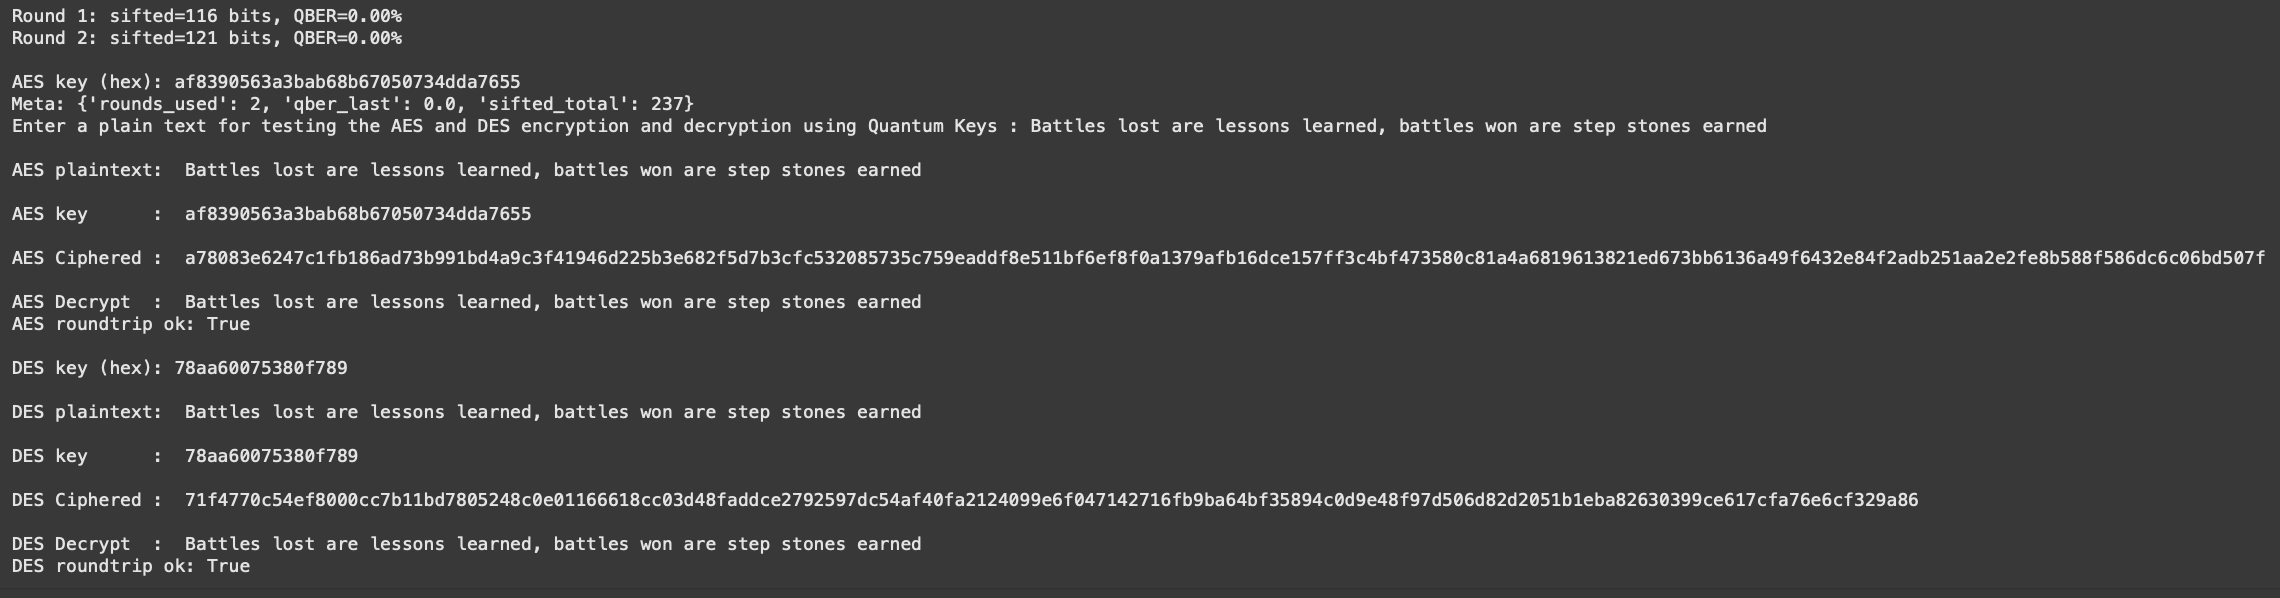 Round 1: sifted=116 bits, QBER=0.00%
Round 2: sifted=121 bits, QBER=0.00%
AES key (hex): af8390563a3bab68b67050734dda7655
Meta: {'rounds_used': 2, 'qber_last': 0.0, 'sifted_total': 237}
Enter a plain text for testing the AES and DES encryption and decryption using Quantum Keys : Battles lost are lessons learned, battles won are step stones earned
AES plaintext:  Battles lost are lessons learned, battles won are step stones earned
AES key      :  af8390563a3bab68b67050734dda7655
AES Ciphered :  a78083e6247c1fb186ad73b991bd4a9c3f41946d225b3e682f5d7b3cfc532085735c759eaddf8e511bf6ef8f0a1379afb16dce157ff3c4bf473580c81a4a6819613821ed673bb6136a49f6432e84f2adb251aa2e2fe8b588f586dc6c06bd507f
AES Decrypt  :  Battles lost are lessons learned, battles won are step stones earned
AES roundtrip ok: True
DES key (hex): 78aa60075380f789
DES plaintext:  Battles lost are lessons learned, battles won are step stones earned
DES key      :  78aa60075380f789
DES Ciphered :  71f4770c54ef8000cc7b11bd7805248c0e01166618cc03d48faddce2792597dc54af40fa2124099e6f047142716fb9ba64bf35894c0d9e48f97d506d82d2051b1eba82630399ce617cfa76e6cf329a86
DES Decrypt  :  Battles lost are lessons learned, battles won are step stones earned
DES roundtrip ok: True